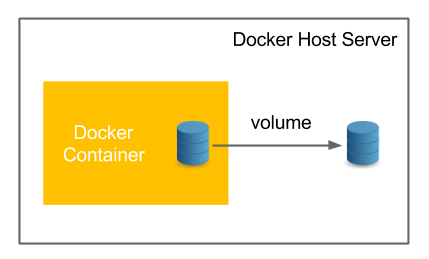 Docker Host Server
volume
Docker
Container